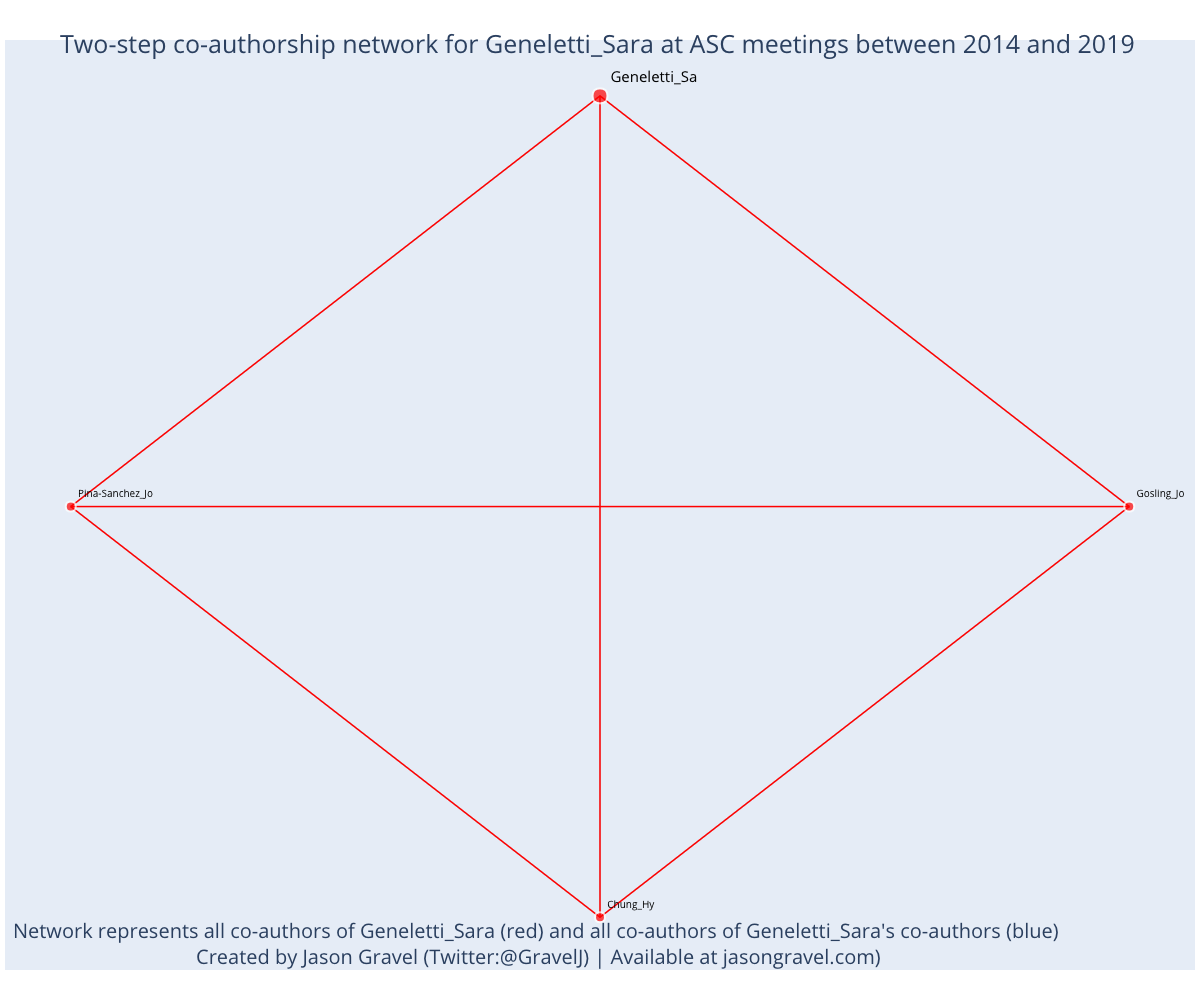 Two-step co-authorship network for Geneletti_Sara at ASC meetings between 2014 and 2019
Geneletti_Sa
Pina-Sanchez_Jo
Gosling_Jo
Chung_Hy
Network represents all co-authors of Geneletti_Sara (red) and all co-authors of Geneletti_Sara's co-authors (blue)
Created by Jason Gravel (Twitter:@GravelJ) | Available at jasongravel.com)